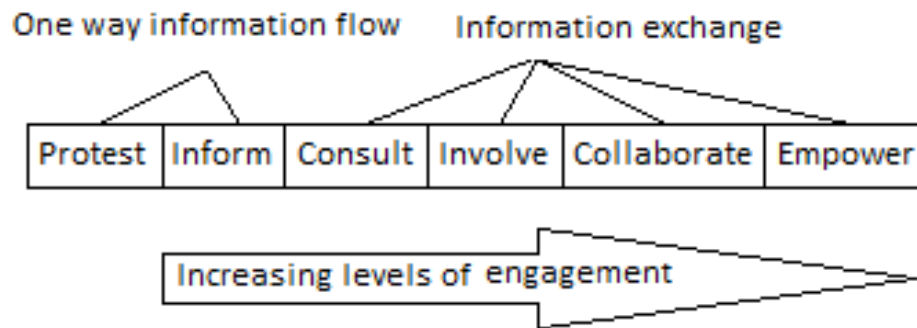 One way information flow
Information exchange
Protest
Inform
Consult
Involve
Collaborate
Empower
Increasing levels of engagement